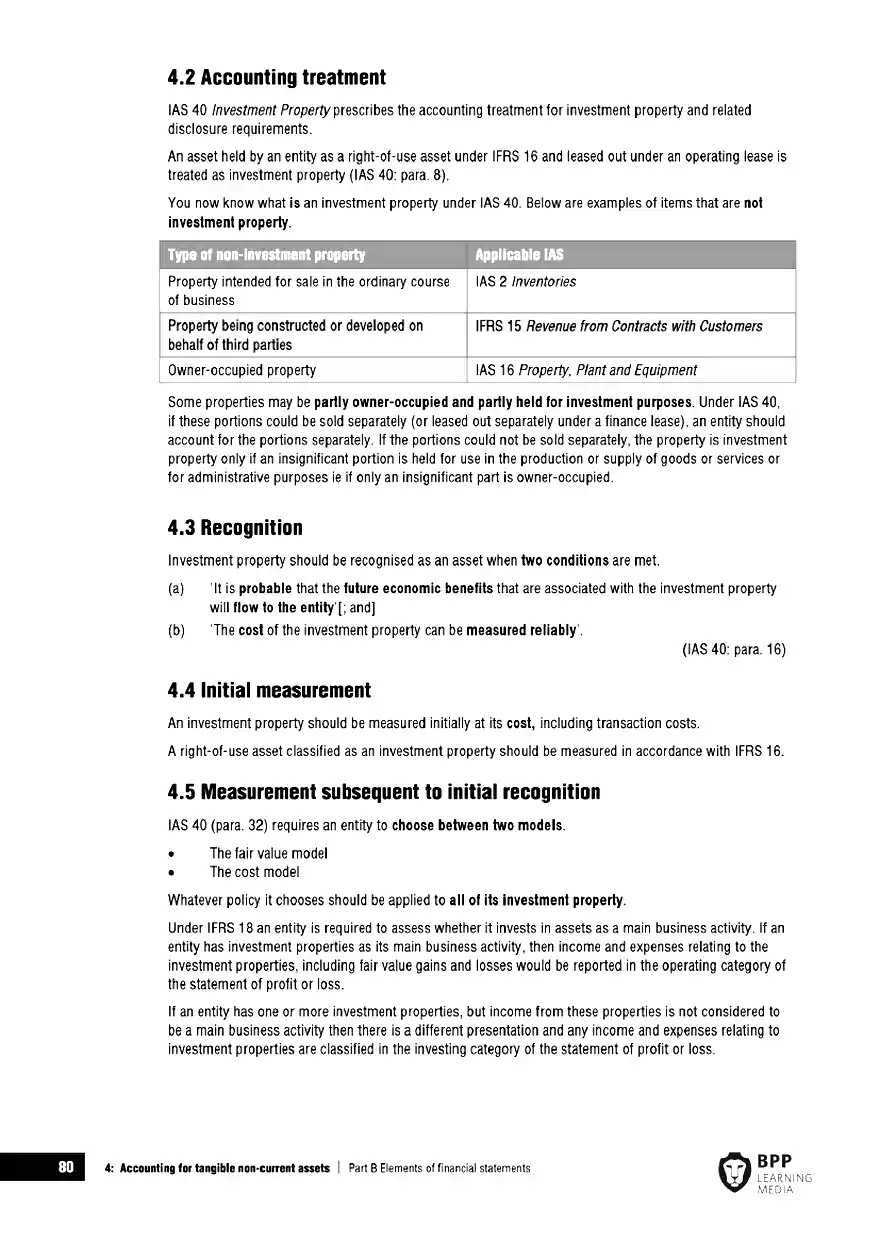 4.2 Accounting treatment
IAS 40 Investment Property prescribes the accounting treatment for investment property and related
disclosure requirements.
An asset held by an entity as a right-of-use asset under IFRS 16 and leased out under an operating lease is
treated as investment property (IAS 40: para. 8).
You now know what is an investment property under IAS 40. Below are examples of items that are not
investment property.
Type of non-investment property Applicable IAS
Property intended for sale in the ordinary course IAS 2 Inventories
of business
Property being constructed or developed on IFRS 15 Revenue from Contracts with Customers
behalf of third parties
Owner-occupied property IAS 16 Property, Plant and Equipment
Some properties may be partly owner-occupied and partly held for investment purposes. Under IAS 40,
if these portions could be sold separately (or leased out separately under a finance lease), an entity should
account for the portions separately. If the portions could not be sold separately, the property is investment
property only if an insignificant portion is held for use in the production or supply of goods or services or
for administrative purposes ie if only an insignificant part is owner-occupied.
4.3 Recognition
Investment property should be recognised as an asset when two conditions are met.
(a) 'It is probable that the future economic benefits that are associated with the investment property
will flow to the entity'[; and]
(b) 'The cost of the investment property can be measured reliably'.
(IAS 40: para. 16)
4.4 Initial measurement
An investment property should be measured initially at its cost, including transaction costs.
A right-of-use asset classified as an investment property should be measured in accordance with IFRS 16.
4.5 Measurement subsequent to initial recognition
IAS 40 (para. 32) requires an entity to choose between two models.
• The fair value model
• The cost model
Whatever policy it chooses should be applied to all of its investment property.
Under IFRS 18 an entity is required to assess whether it invests in assets as a main business activity. If an
entity has investment properties as its main business activity, then income and expenses relating to the
investment properties, including fair value gains and losses would be reported in the operating category of
the statement of profit or loss.
If an entity has one or more investment properties, but income from these properties is not considered to
be a main business activity then there is a different presentation and any income and expenses relating to
investment properties are classified in the investing category of the statement of profit or loss.
80 4: Accounting for tangible non-current assets | Part B Elements of financial statements
BPP
LEARNING
MEDIA